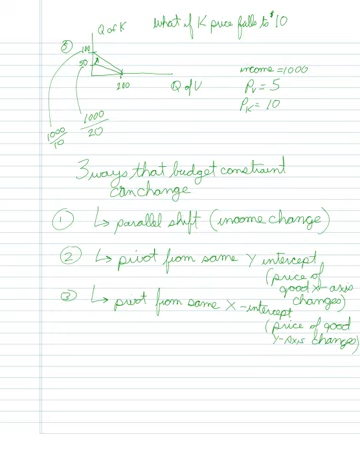 Q of K
what if K price falls to $10
③
100
50
A
200
Q of V
income = 1000
Pv = 5
PK = 10
1000/10
1000/20
3 ways that budget constraint
can change
① ↳ parallel shift (income change)
② ↳ pivot from same Y intercept
(price of
good x-axis
changes)
③ ↳ pivot from same X-intercept
(price of good
Y-Axis changes)